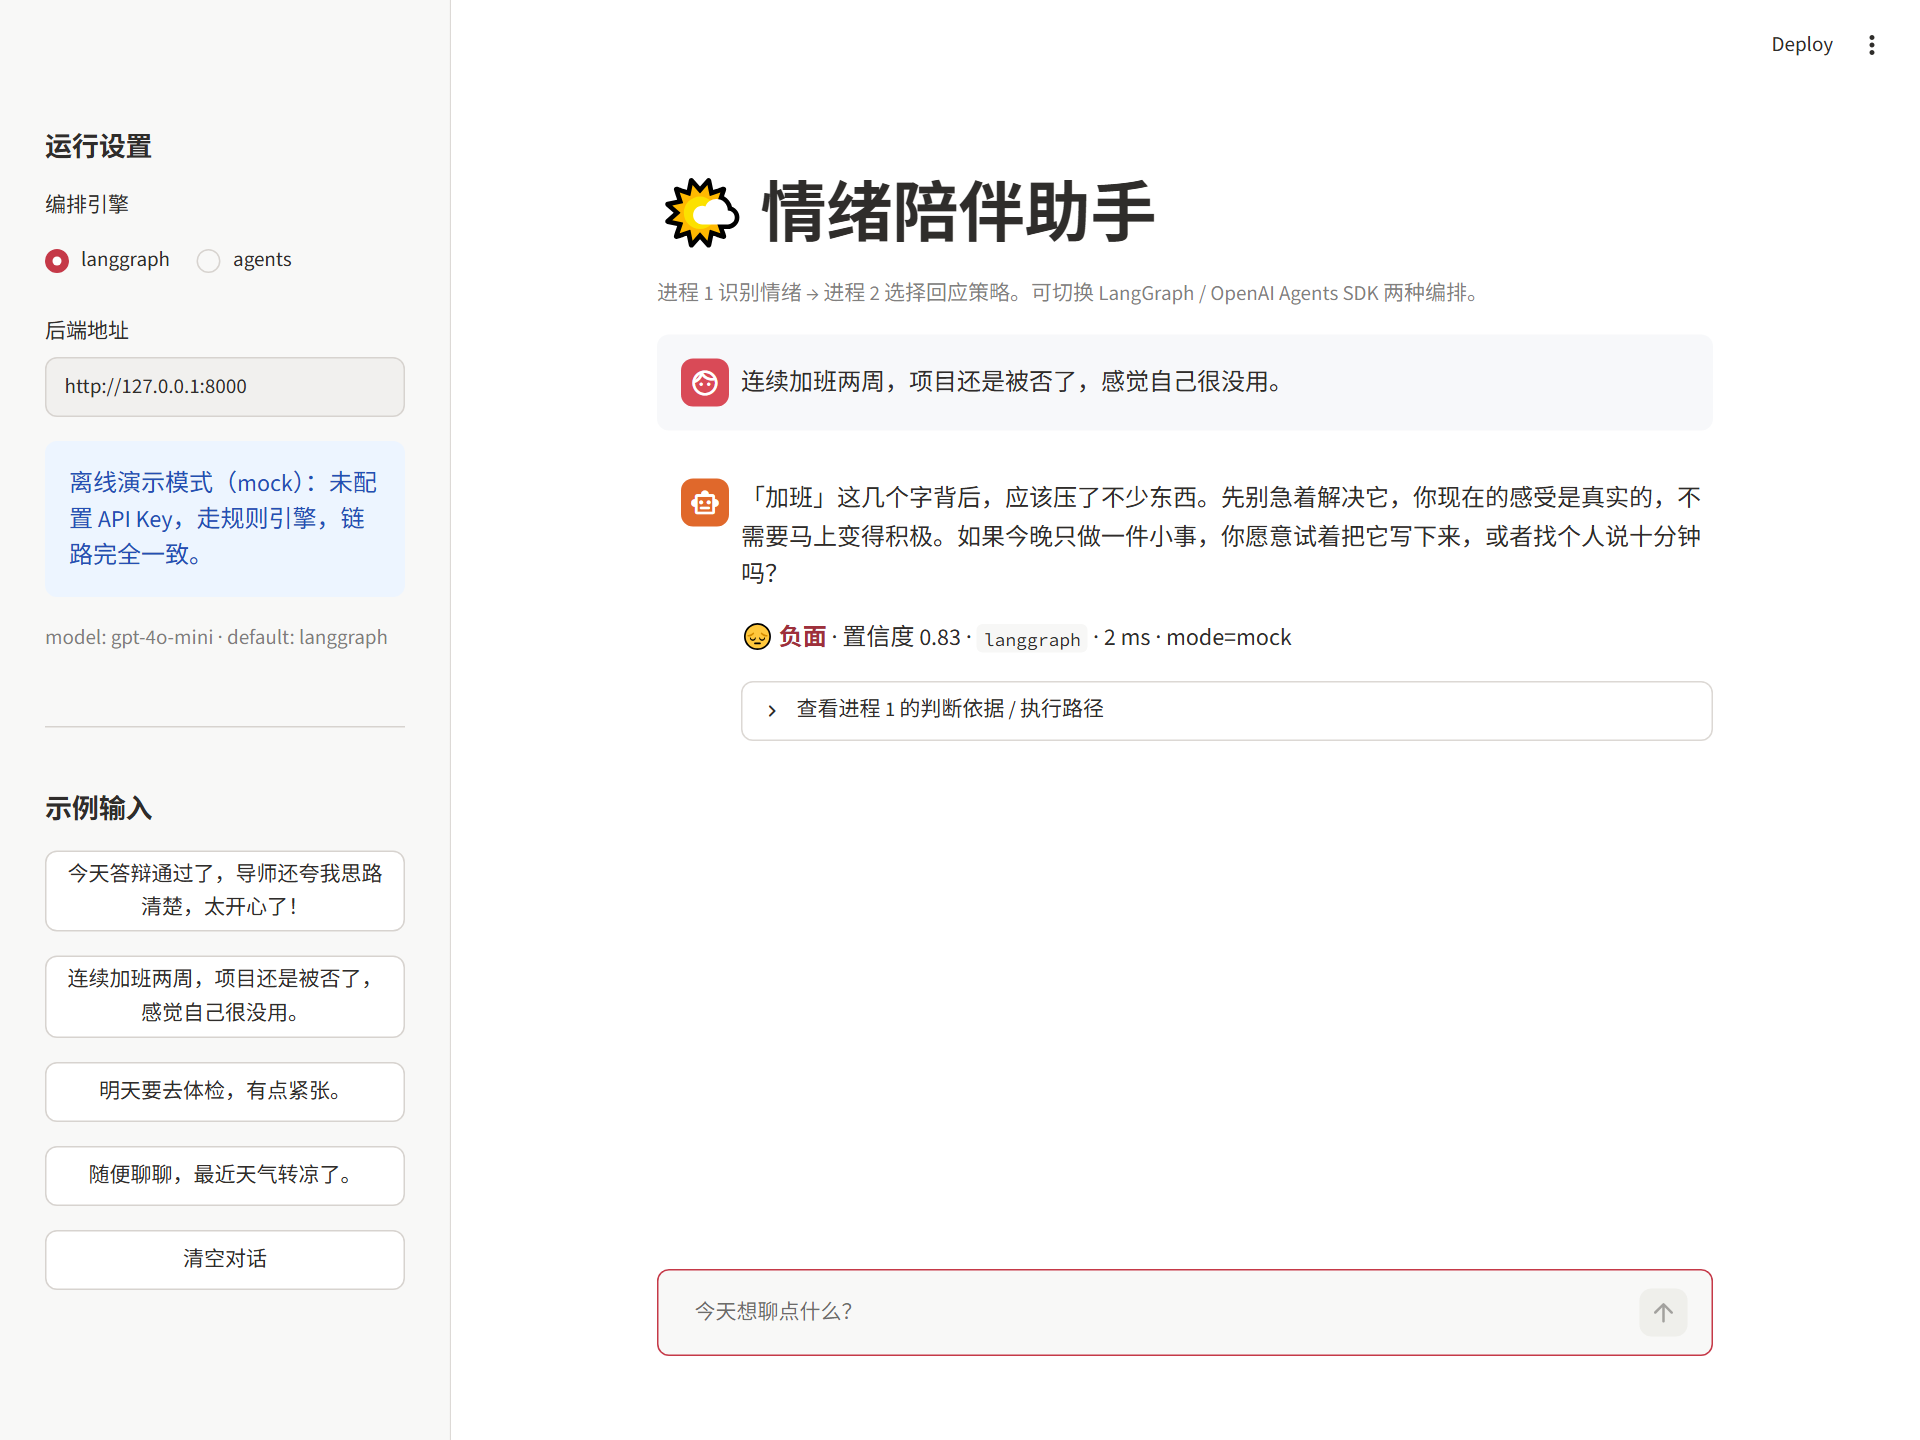 Deploy
运行设置
编排引擎
langgraph agents
后端地址
http://127.0.0.1:8000
离线演示模式（mock）：未配
置 API Key，走规则引擎，链
路完全一致。
model: gpt-4o-mini · default: langgraph
示例输入
今天答辩通过了，导师还夸我思路
清楚，太开心了！
连续加班两周，项目还是被否了，
感觉自己很没用。
明天要去体检，有点紧张。
随便聊聊，最近天气转凉了。
清空对话
情绪陪伴助手
进程 1 识别情绪 → 进程 2 选择回应策略。可切换 LangGraph / OpenAI Agents SDK 两种编排。
连续加班两周，项目还是被否了，感觉自己很没用。
「加班」这几个字背后，应该压了不少东西。先别急着解决它，你现在的感受是真实的，不
需要马上变得积极。如果今晚只做一件小事，你愿意试着把它写下来，或者找个人说十分钟
吗？
负面 · 置信度 0.83 · langgraph · 2 ms · mode=mock
查看进程 1 的判断依据 / 执行路径
今天想聊点什么？